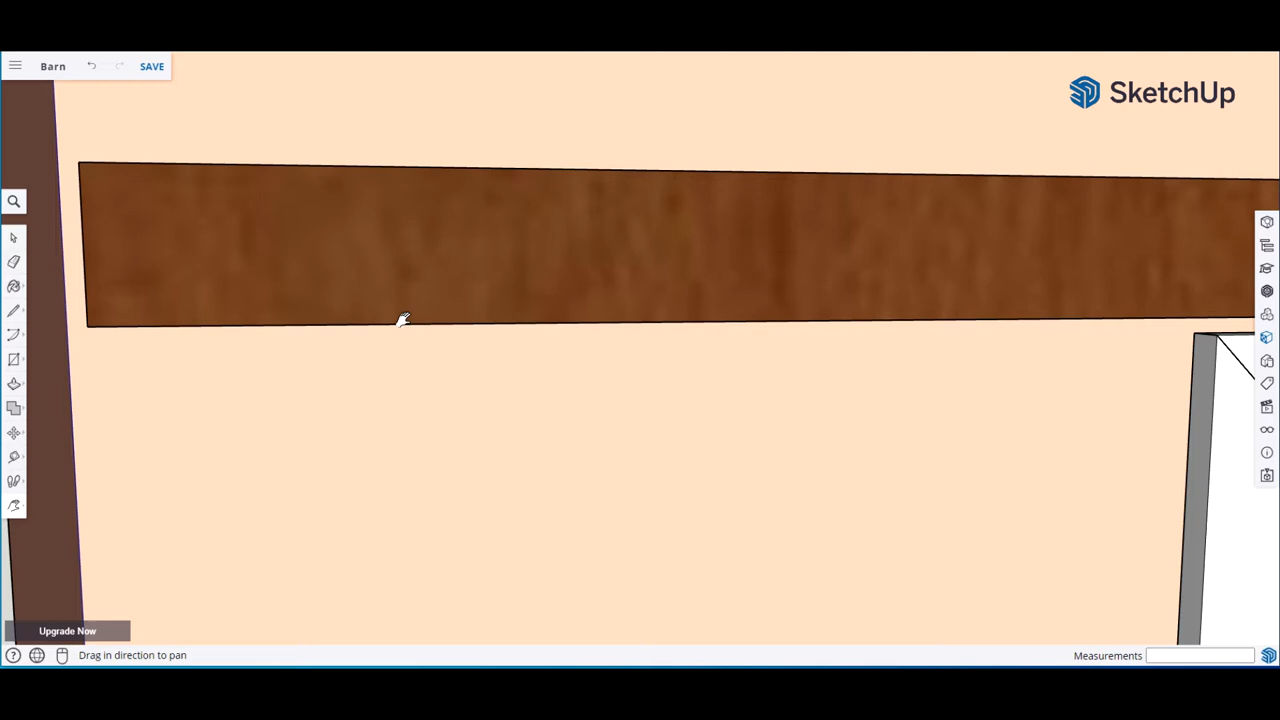 Barn
SAVE
SketchUp
Upgrade Now
Drag in direction to pan
Measurements